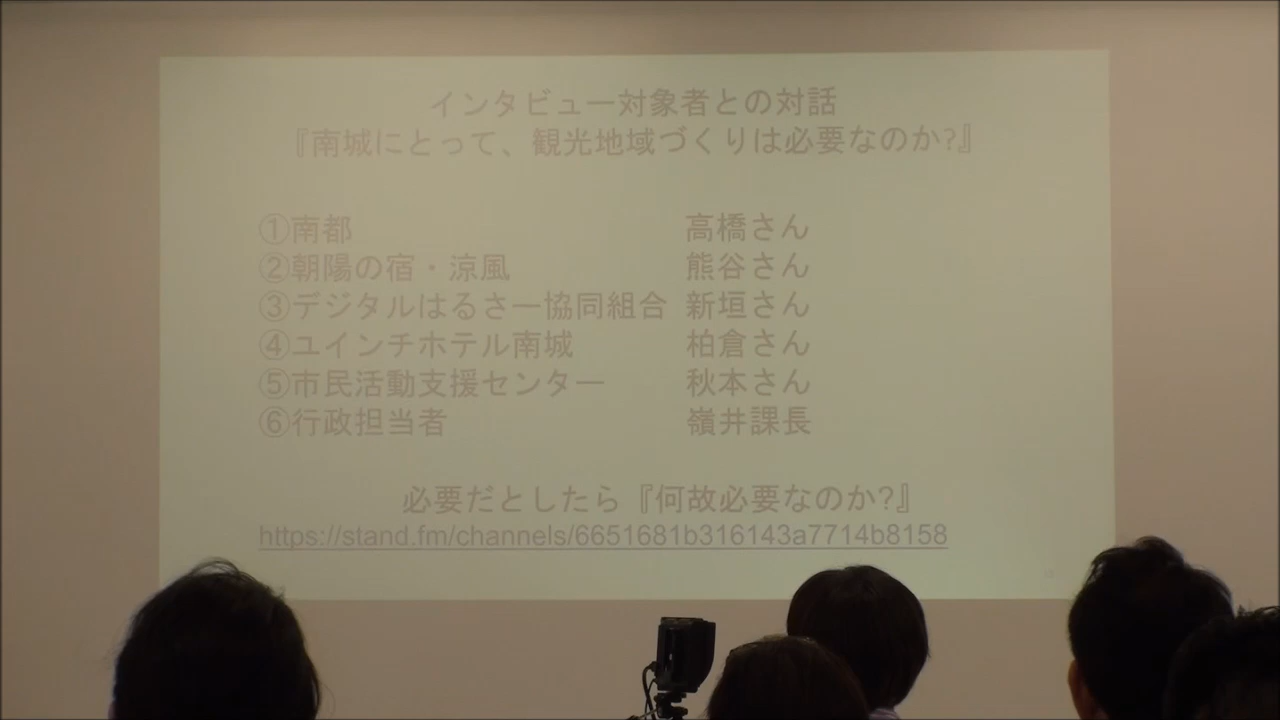 インタビュー対象者との対話
『南城にとって、観光地域づくりは必要なのか?』
①南都 高橋さん
②朝陽の宿・涼風 熊谷さん
③デジタルはるさー協同組合 新垣さん
④ユインチホテル南城 柏倉さん
⑤市民活動支援センター 秋本さん
⑥行政担当者 嶺井課長
必要だとしたら『何故必要なのか?』
https://stand.fm/channels/6651681b316143a7714b8158